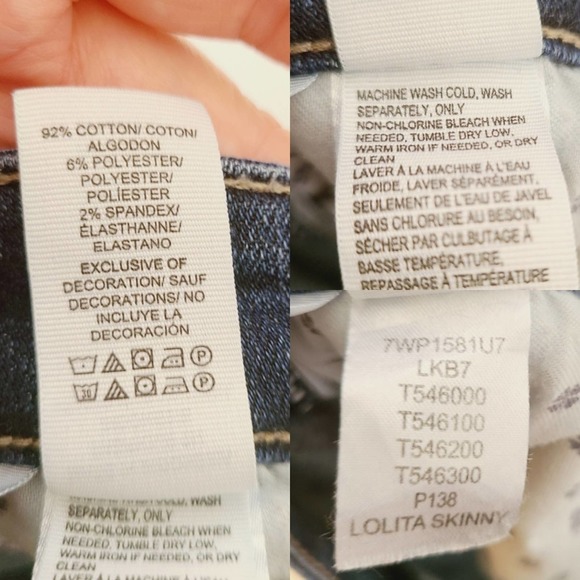 92% COTTON/ COTON/
ALGODON
6% POLYESTER/
POLYESTER/
POLÍESTER
2% SPANDEX/
ÉLASTHANNE/
ELASTANO
EXCLUSIVE OF
DECORATION/ SAUF
DECORATIONS/ NO
INCLUYE LA
DECORACIÓN
P
30 P
SEPARATELY, ONLY
NON-CHLORINE BLEACH WHEN
NEEDED, TUMBLE DRY LOW,
WARM IRON IF NEEDED, OR DRY
CLEAN
MACHINE WASH COLD, WASH
SEPARATELY, ONLY
NON-CHLORINE BLEACH WHEN
NEEDED, TUMBLE DRY LOW,
WARM IRON IF NEEDED, OR DRY
CLEAN
LAVER À LA MACHINE À L'EAU
FROIDE, LAVER SÉPARÉMENT,
SEULEMENT DE L'EAU DE JAVEL
SANS CHLORURE AU BESOIN,
SÉCHER PAR CULBUTAGE À
BASSE TEMPÉRATURE,
REPASSAGE À TEMPÉRATURE
7WP1581U7
LKB7
T546000
T546100
T546200
T546300
P138
LOLITA SKINNY